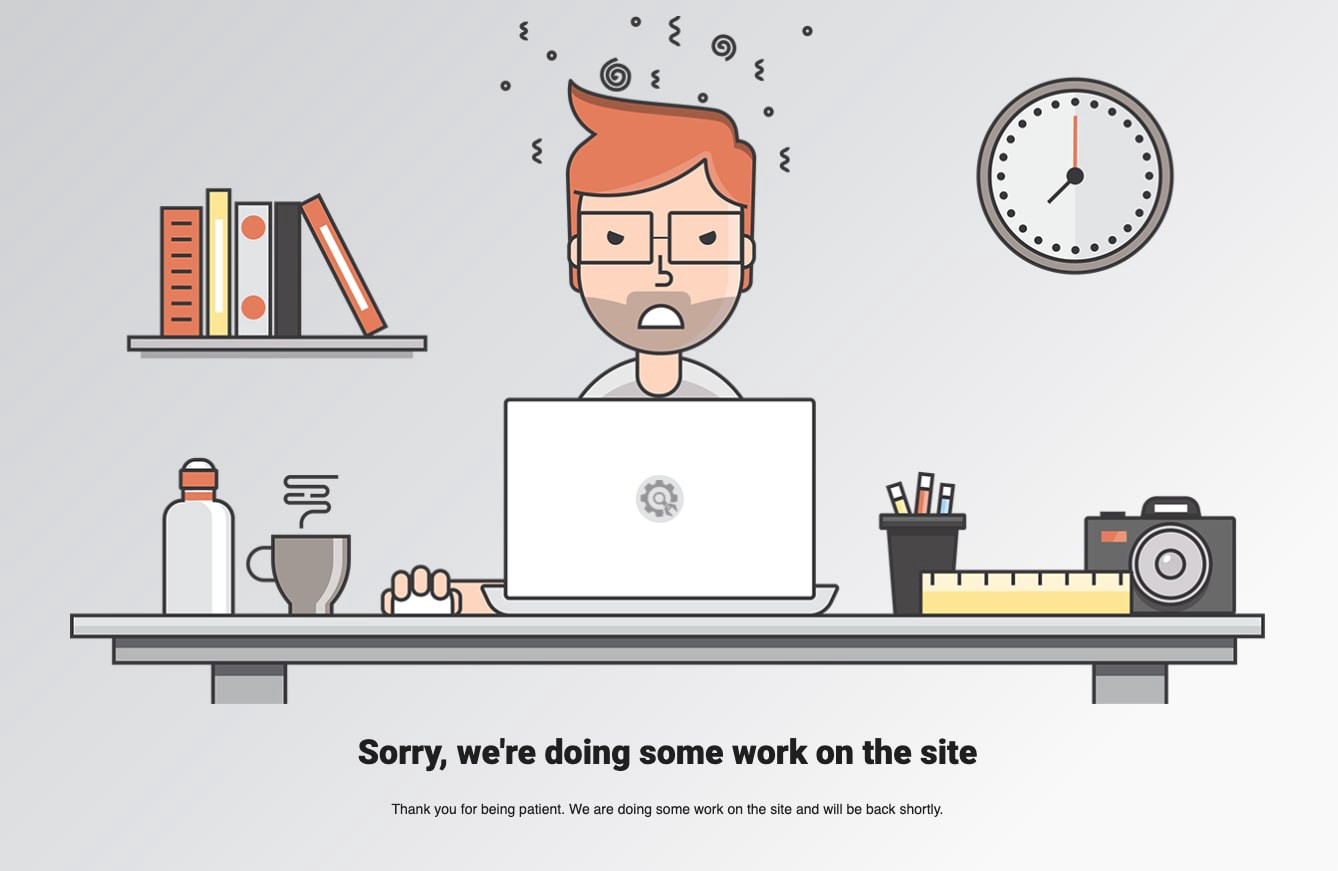 Sorry, we're doing some work on the site
Thank you for being patient. We are doing some work on the site and will be back shortly.